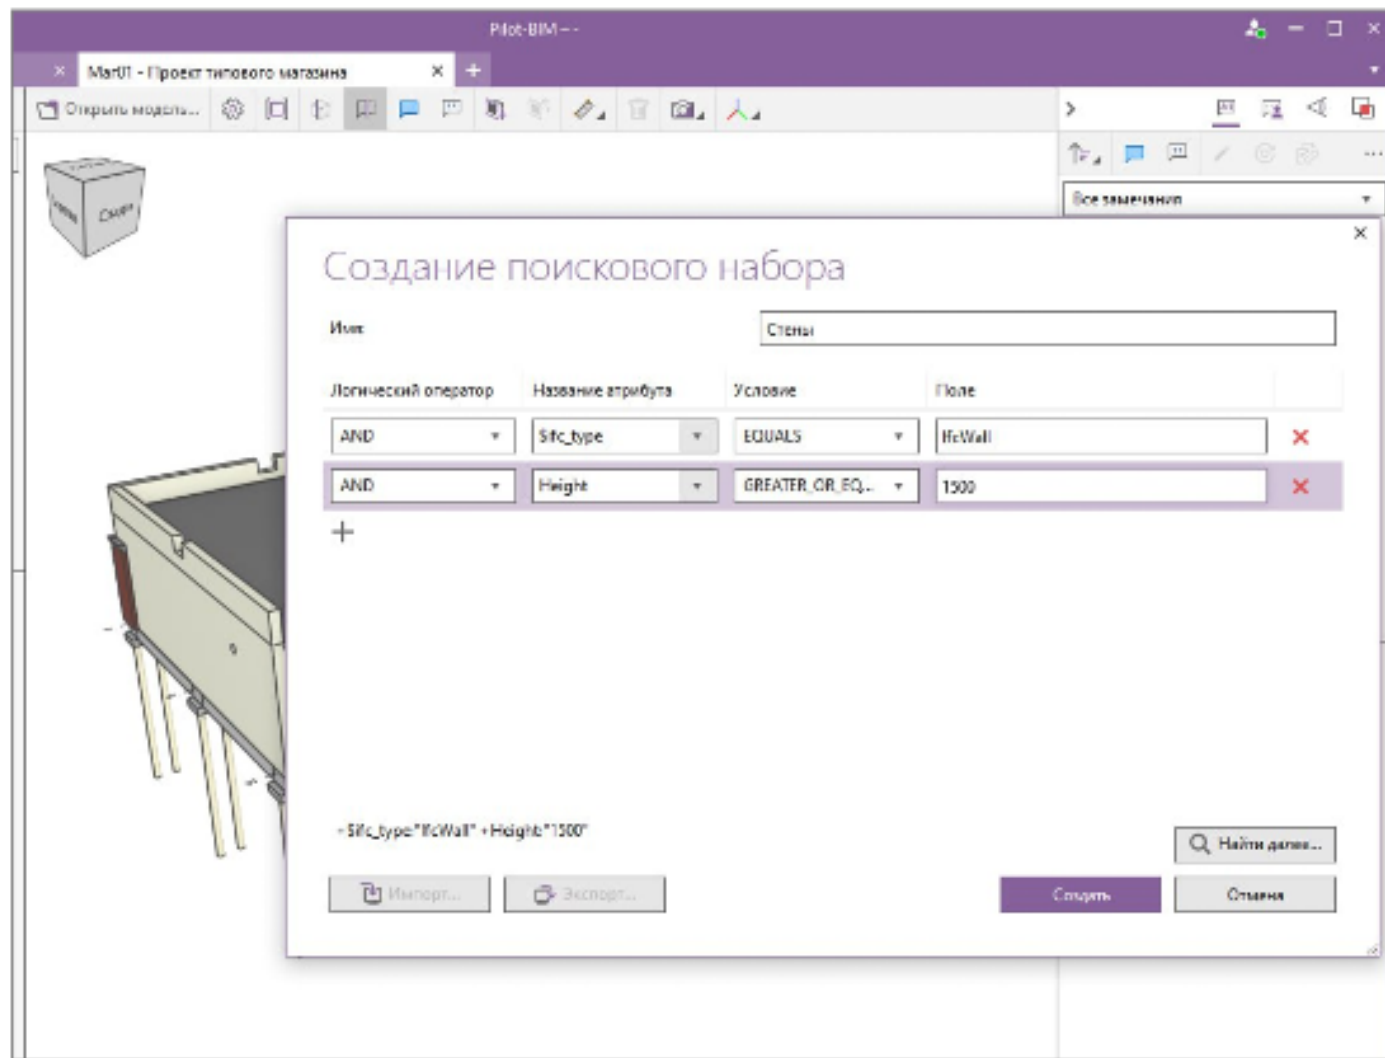 Pilot-BIM - -
Mar01 - Проект типового магазина
Открыть модель...
Все замечания
Создание поискового набора
Имя:
Стены
Логический оператор Название атрибута Условие Поле
AND $ifc_type EQUALS IfcWall
AND Height GREATER_OR_EQ... 1500
+$ifc_type:"IfcWall" +Height:"1500"
Найти далее...
Импорт... Экспорт... Создать Отмена